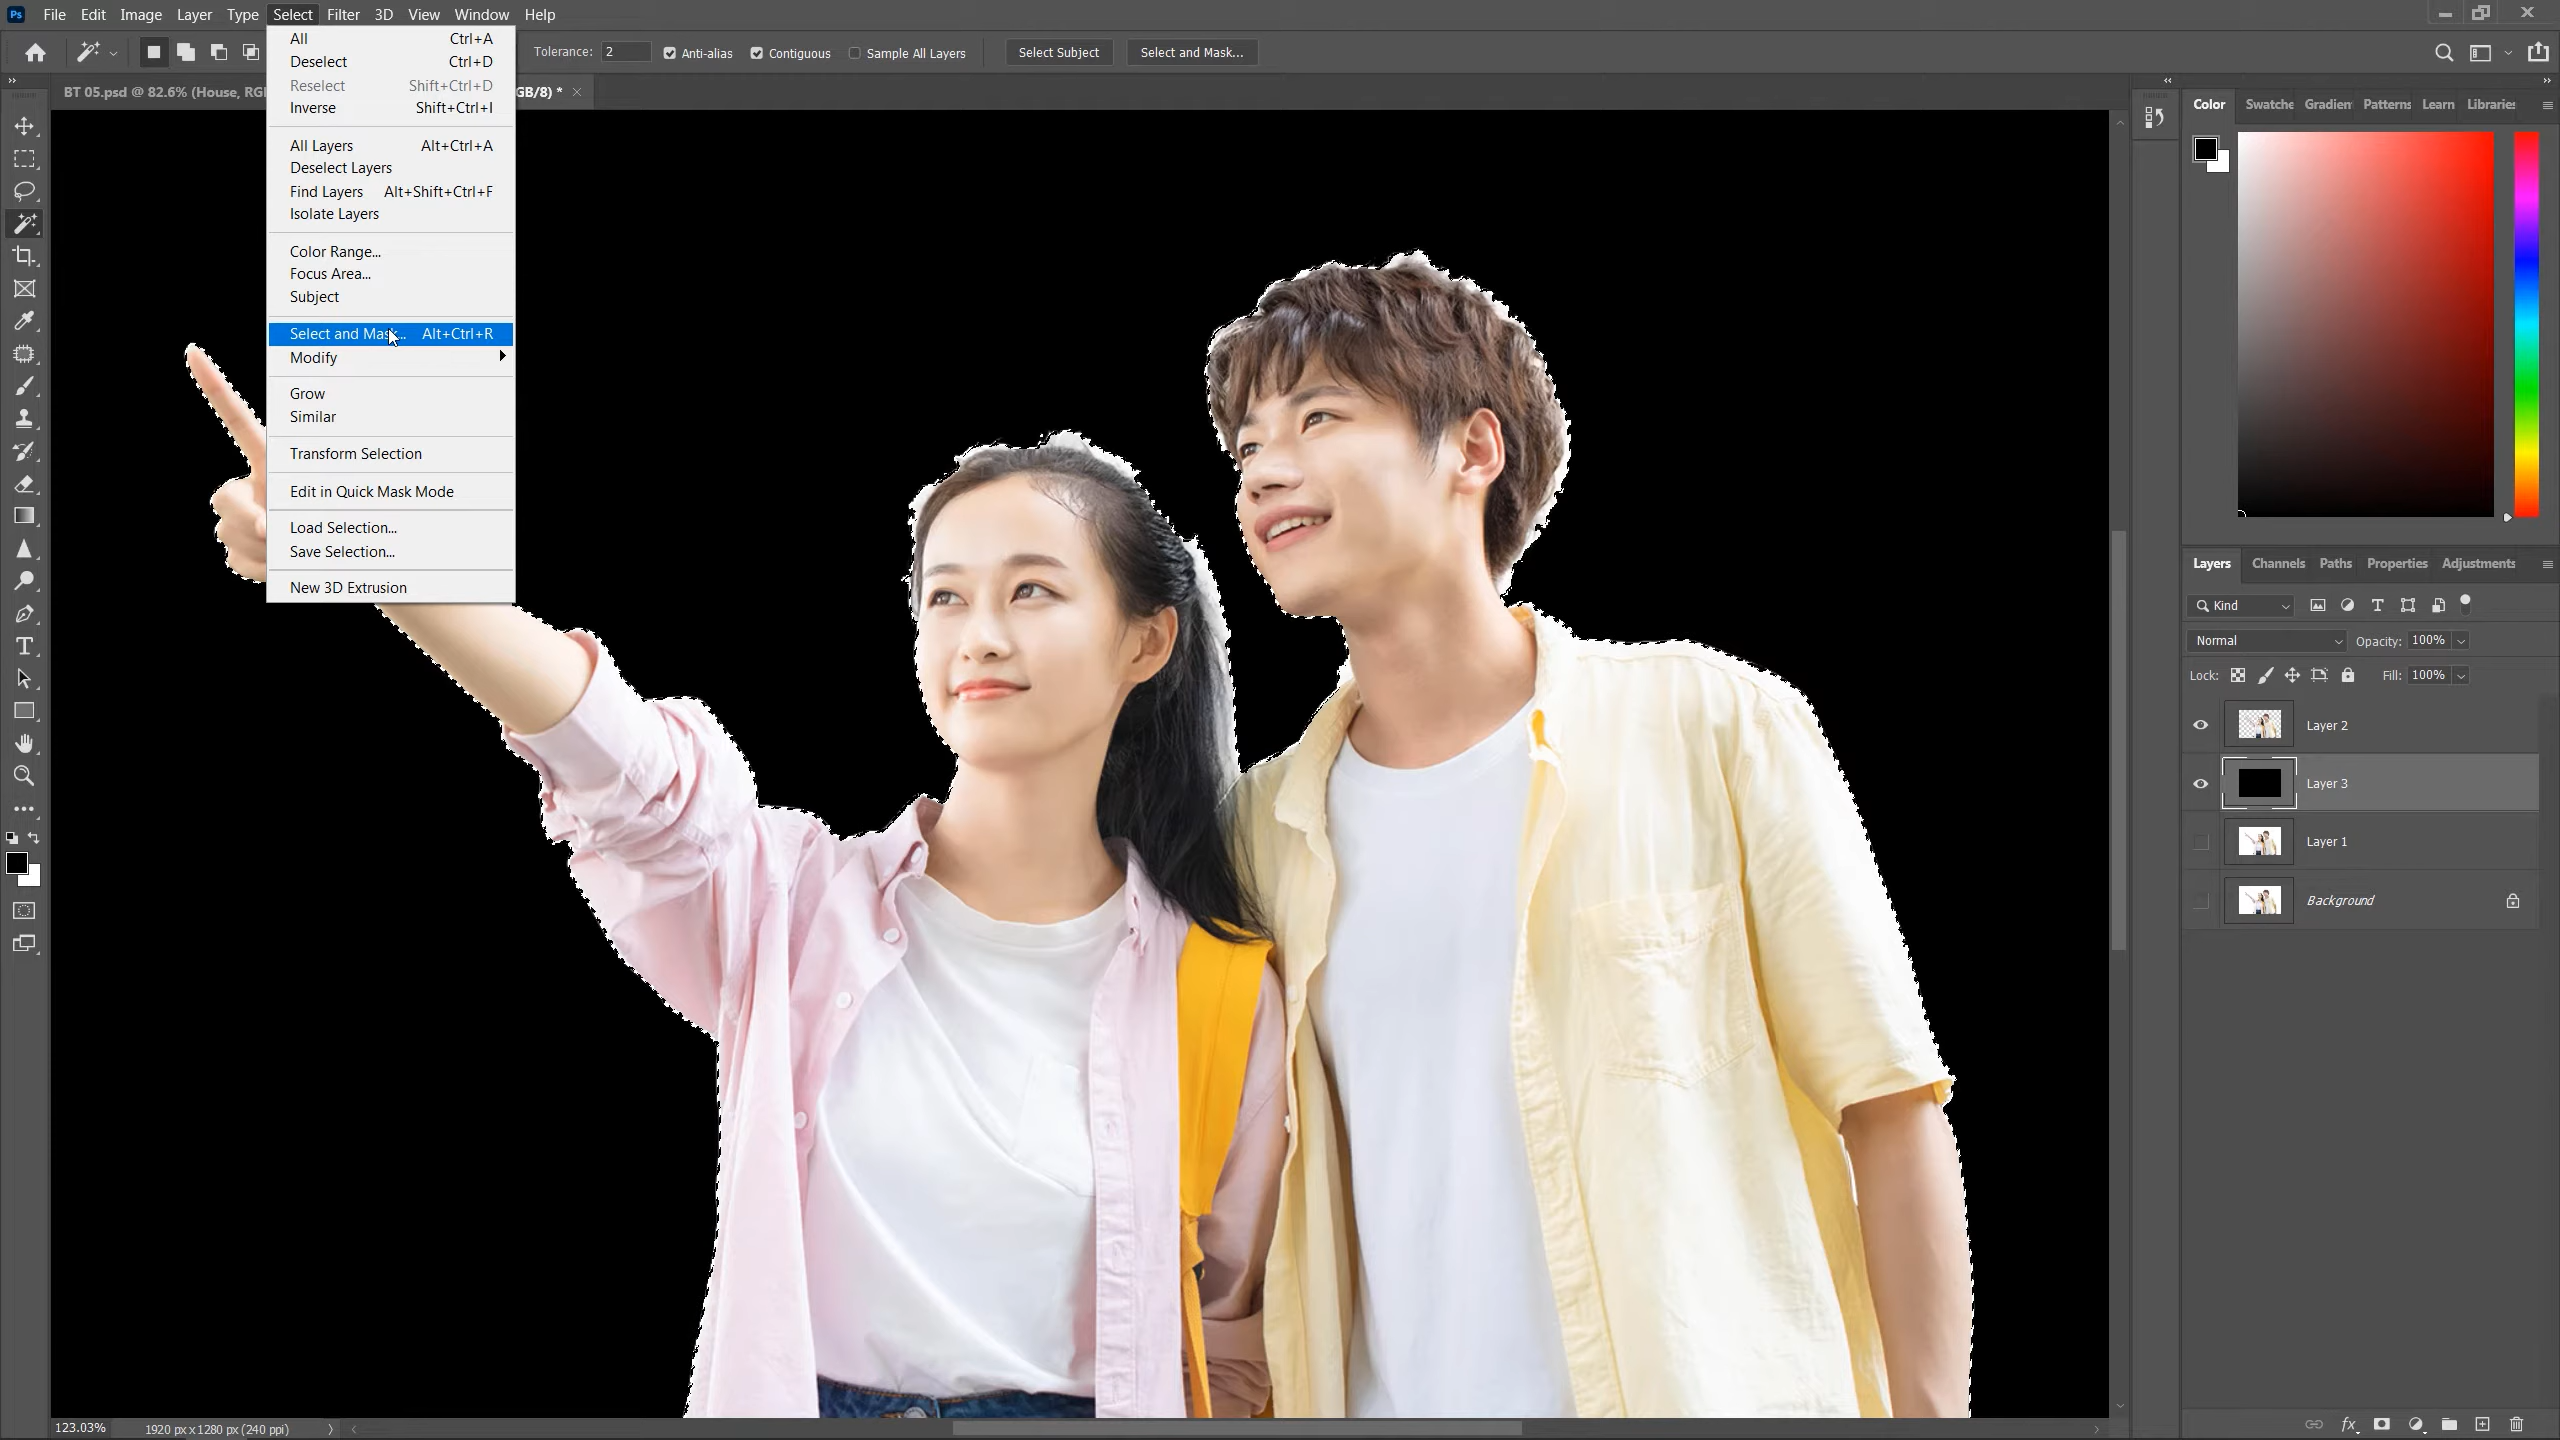 Ps File Edit Image Layer Type Select Filter 3D View Window Help
Tolerance: 2 Anti-alias Contiguous Sample All Layers Select Subject Select and Mask...
BT 05.psd @ 82.6% (House, RG GB/8) *
All Ctrl+A
Deselect Ctrl+D
Reselect Shift+Ctrl+D
Inverse Shift+Ctrl+I
All Layers Alt+Ctrl+A
Deselect Layers
Find Layers Alt+Shift+Ctrl+F
Isolate Layers
Color Range...
Focus Area...
Subject
Select and Mask... Alt+Ctrl+R
Modify
Grow
Similar
Transform Selection
Edit in Quick Mask Mode
Load Selection...
Save Selection...
New 3D Extrusion
Color Swatche Gradien Patterns Learn Libraries
Layers Channels Paths Properties Adjustments
Kind
Normal Opacity: 100%
Lock: Fill: 100%
Layer 2
Layer 3
Layer 1
Background
fx
123.03% 1920 px x 1280 px (240 ppi)